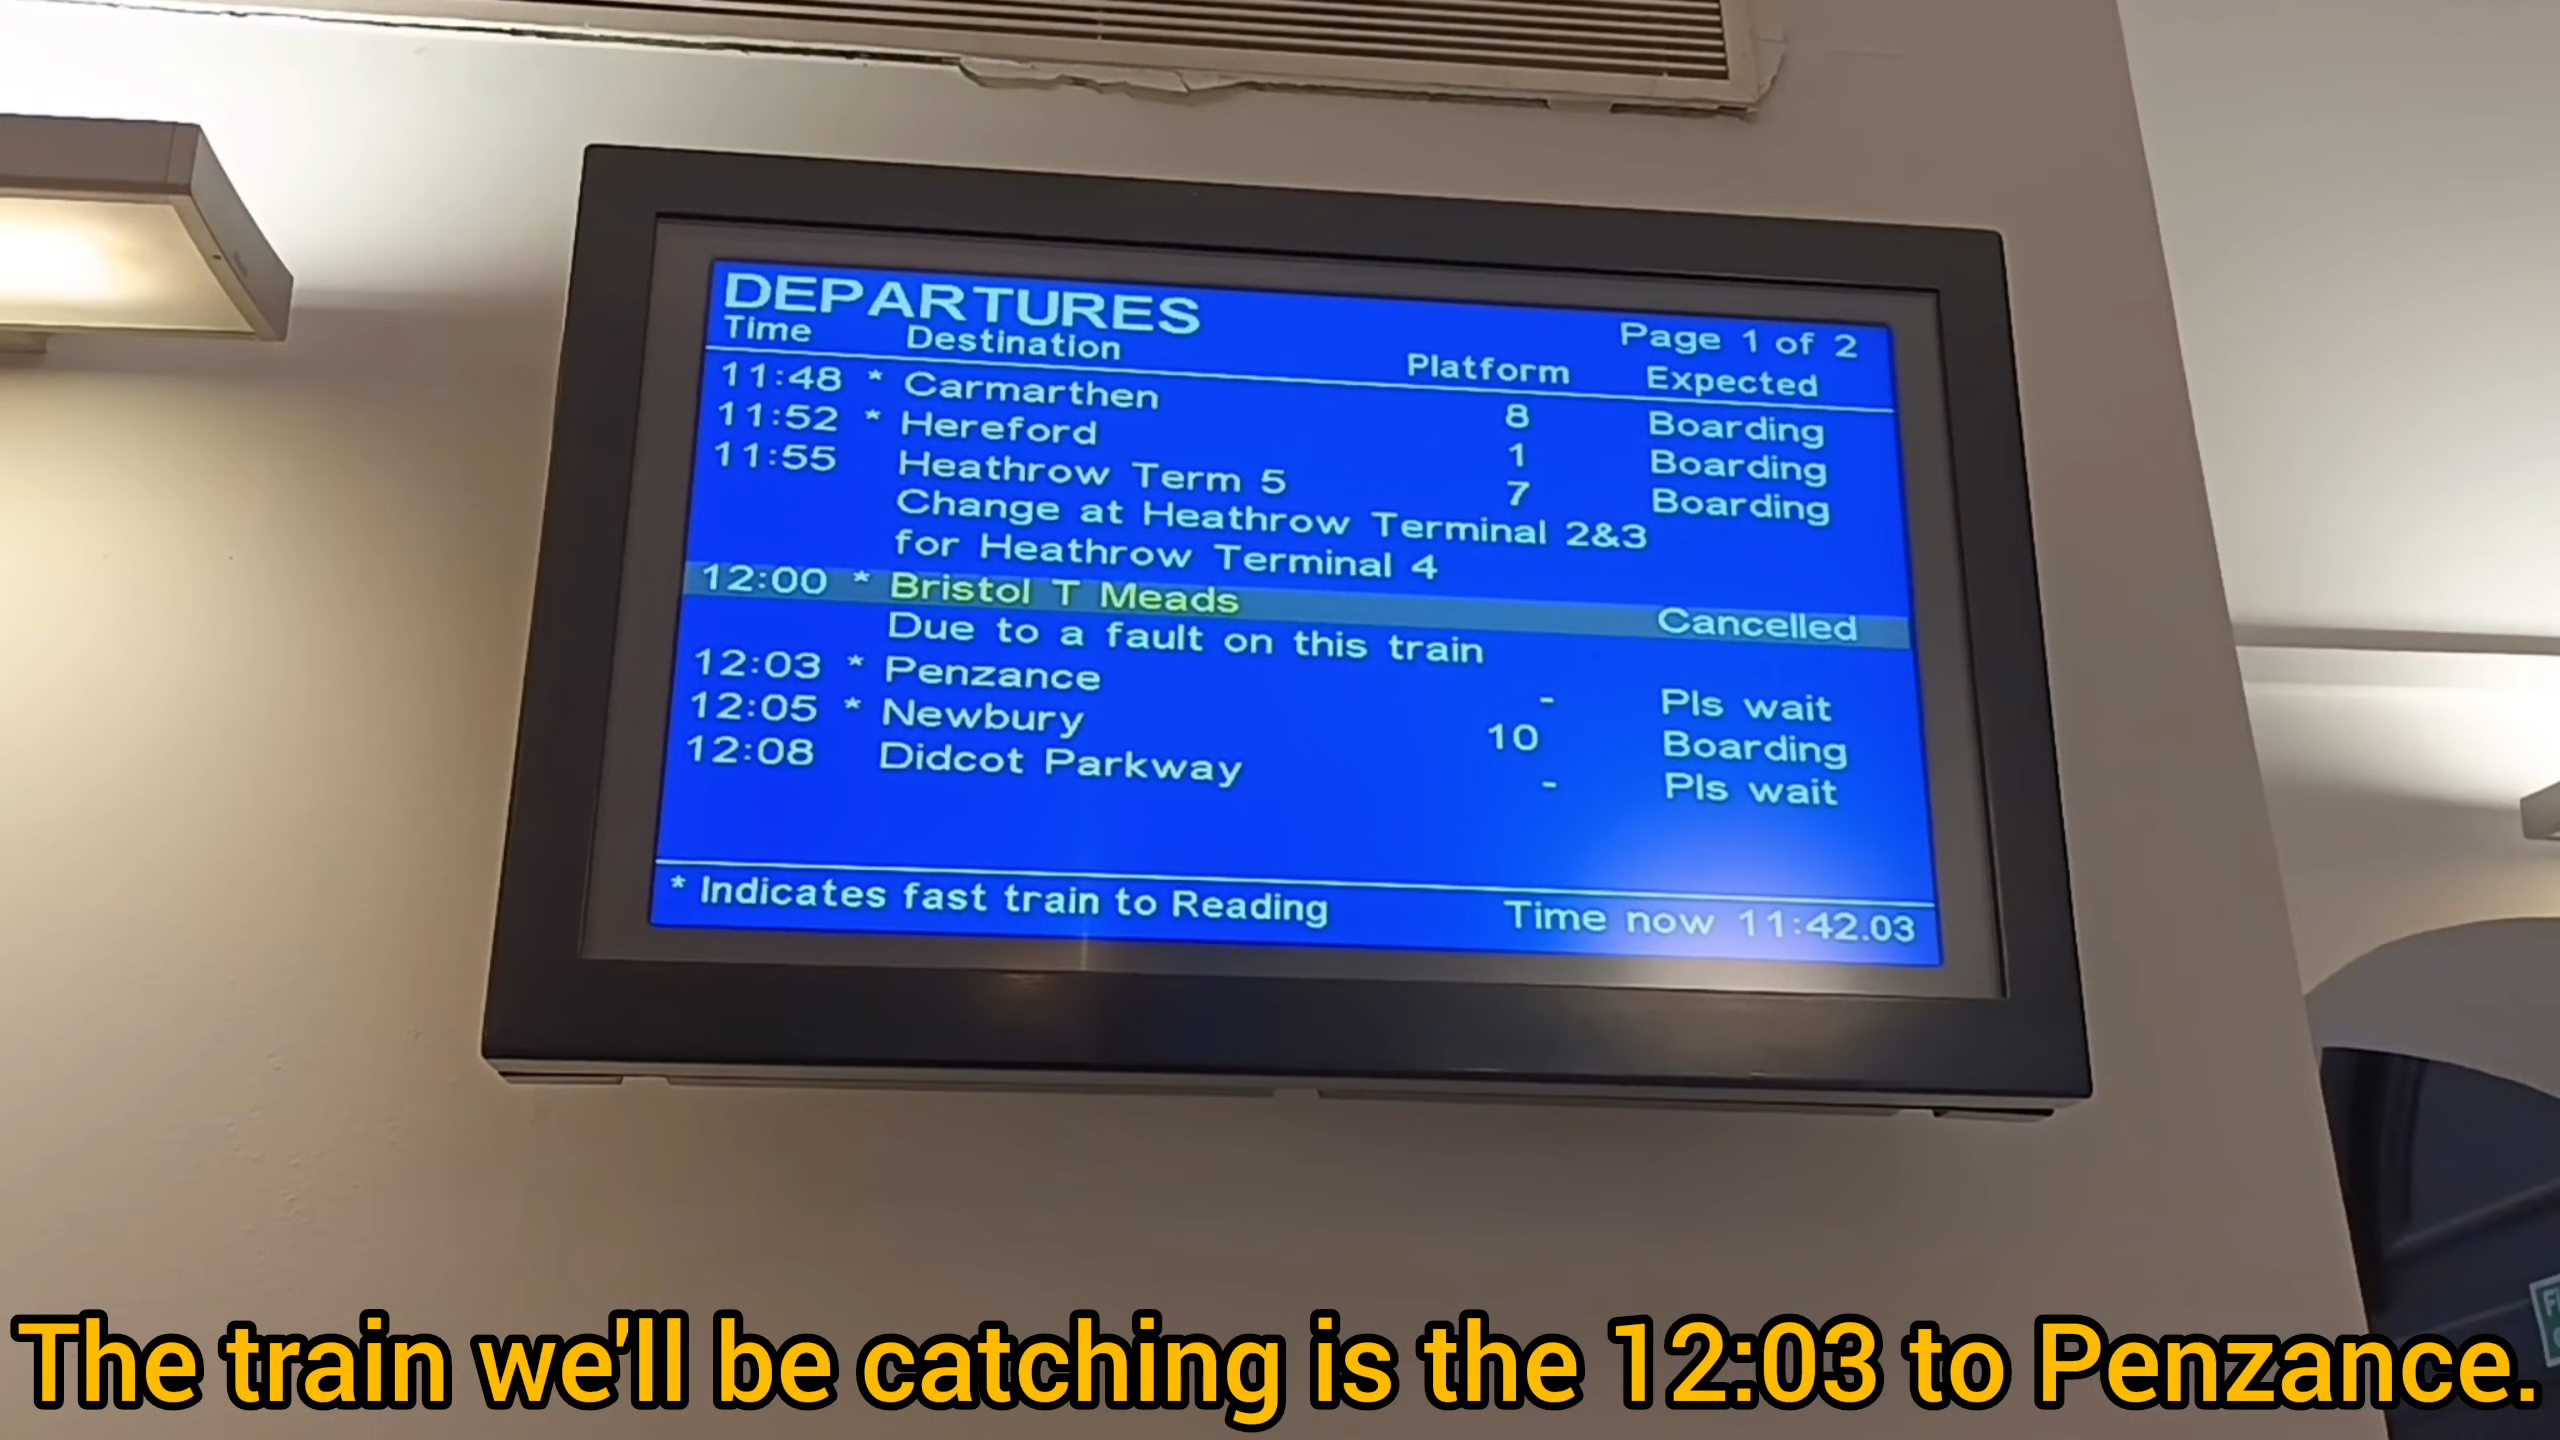 DEPARTURES
Page 1 of 2
Time Destination Platform Expected
11:48 * Carmarthen 8 Boarding
11:52 * Hereford 1 Boarding
11:55 Heathrow Term 5 7 Boarding
Change at Heathrow Terminal 2&3
for Heathrow Terminal 4
12:00 * Bristol T Meads Cancelled
Due to a fault on this train
12:03 * Penzance - Pls wait
12:05 * Newbury 10 Boarding
12:08 Didcot Parkway - Pls wait
* Indicates fast train to Reading Time now 11:42.03
The train we'll be catching is the 12:03 to Penzance.